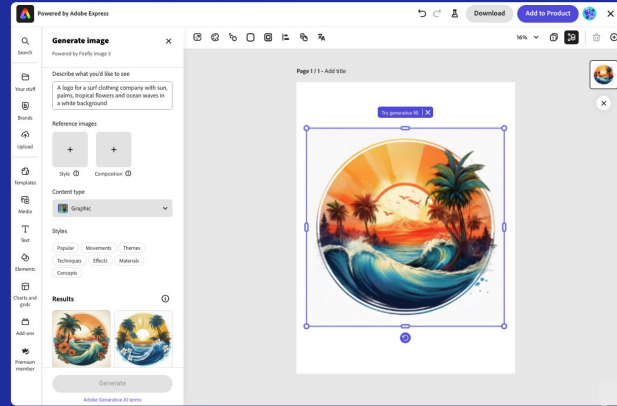 Powered by Adobe Express
Download
Add to Product
Search
Your stuff
Brands
Upload
Templates
Media
Text
Elements
Charts and
grids
Add-ons
Premium
member
Generate image
Powered by Firefly Image 3
Describe what you'd like to see
A logo for a surf clothing company with sun,
palms, tropical flowers and ocean waves in
a white background
Reference images
Style
Composition
Content type
Graphic
Styles
Popular
Movements
Themes
Techniques
Effects
Materials
Concepts
Results
Generate
Adobe Generative AI terms
16%
Page 1 / 1 - Add title
Try generative fill